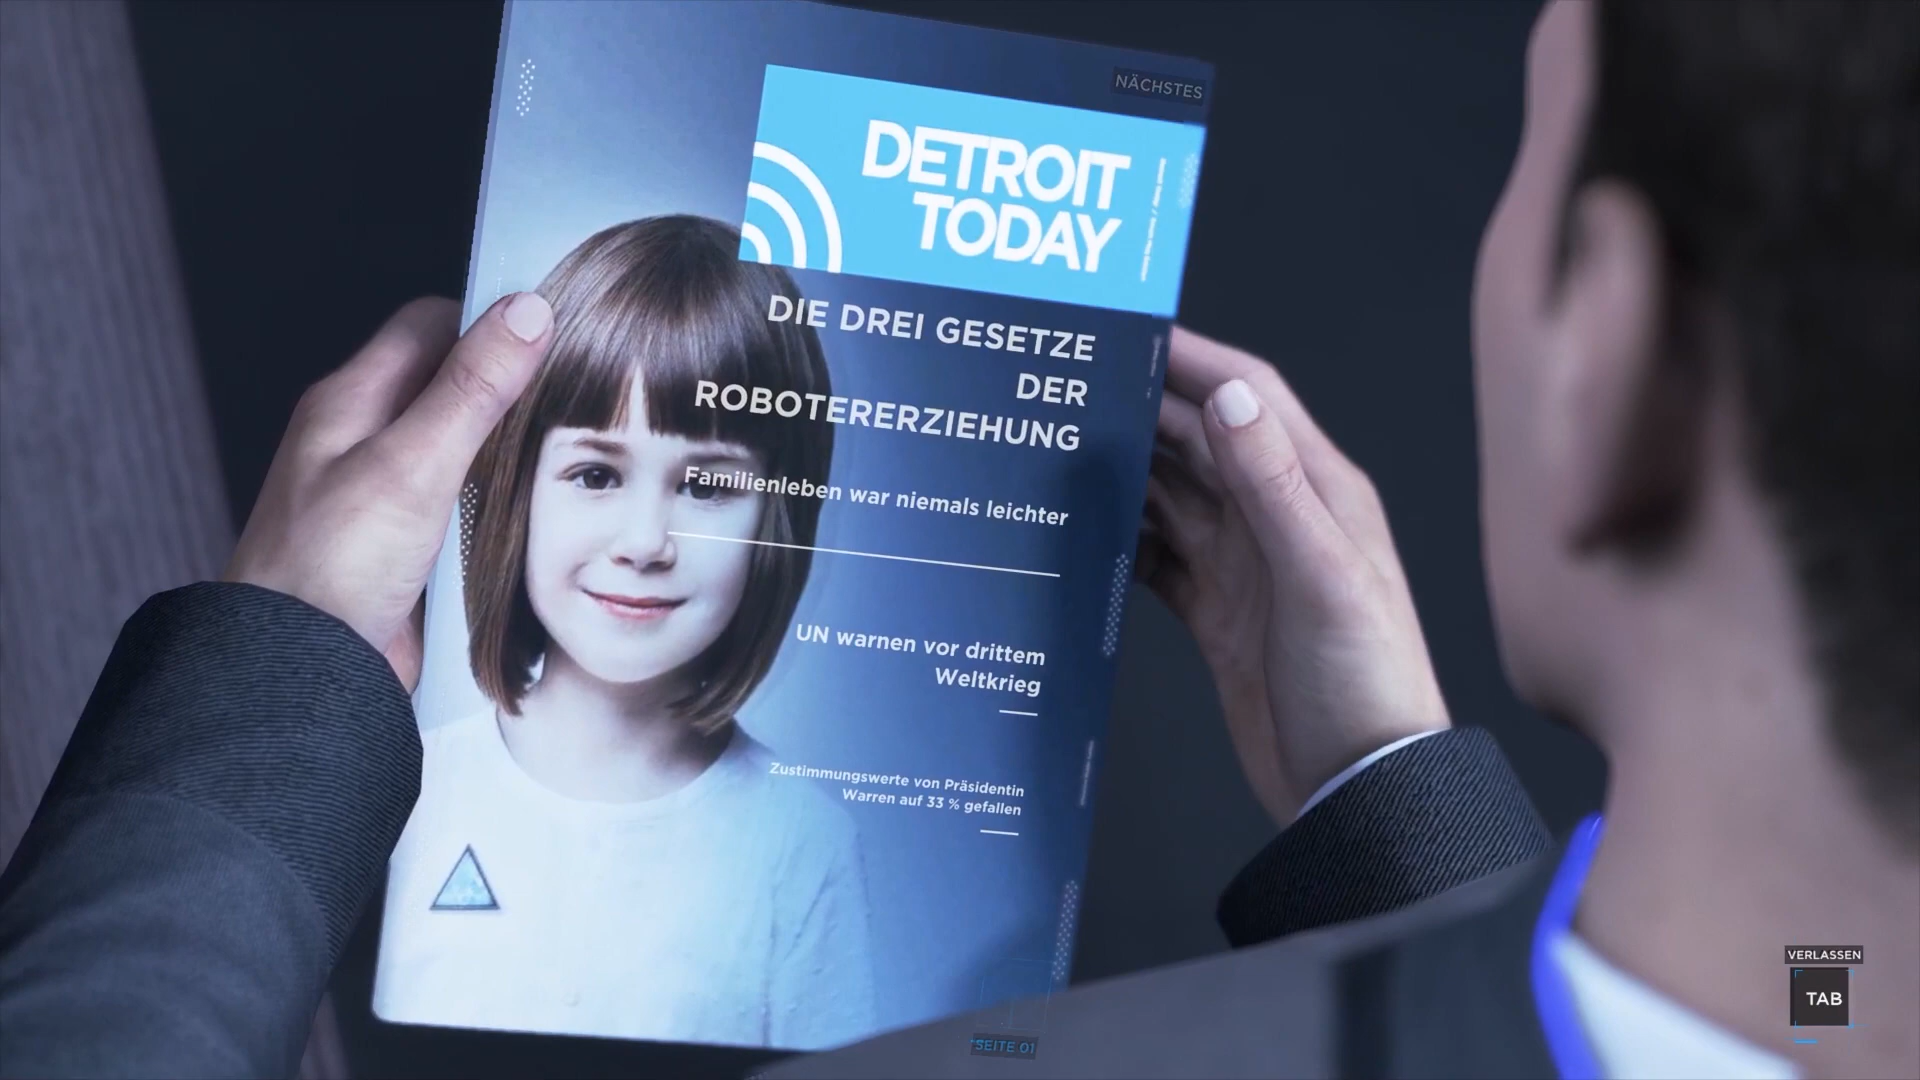 NÄCHSTES
DETROIT
TODAY
DIE DREI GESETZE
DER
ROBOTERERZIEHUNG
Familienleben war niemals leichter
UN warnen vor drittem
Weltkrieg
Zustimmungswerte von Präsidentin
Warren auf 33 % gefallen
SEITE 01
VERLASSEN
TAB